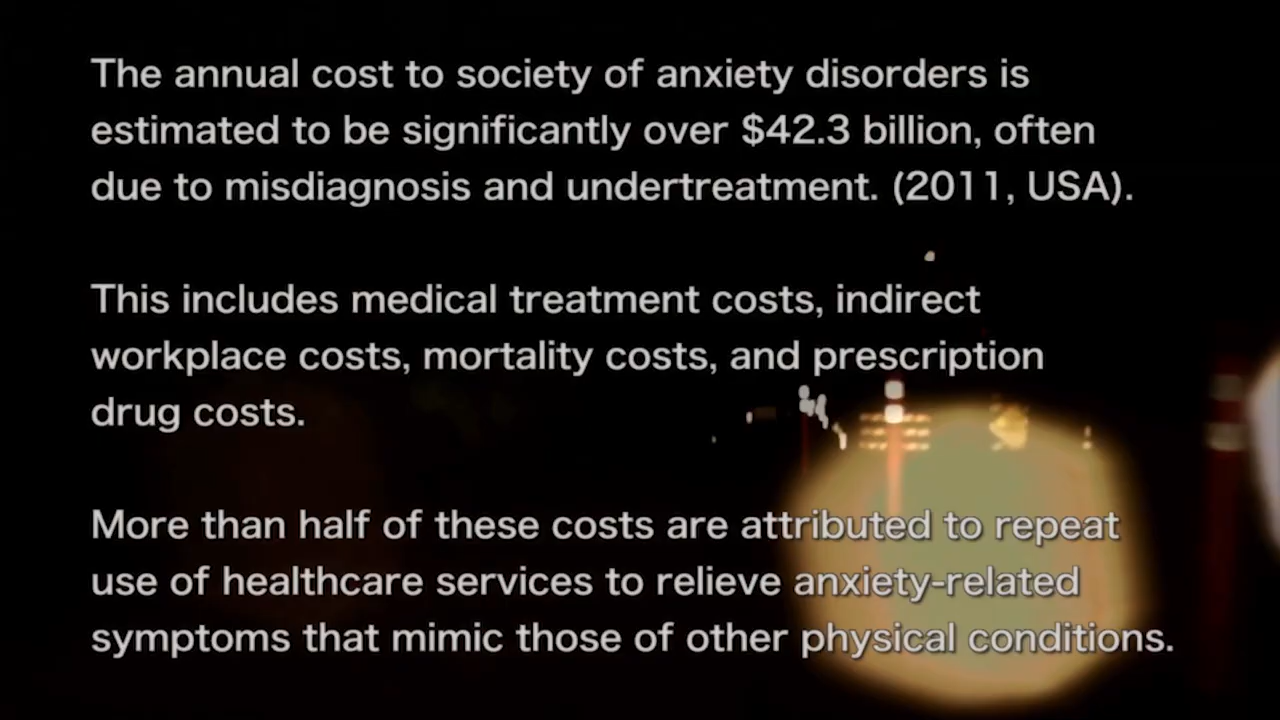 The annual cost to society of anxiety disorders is
estimated to be significantly over $42.3 billion, often
due to misdiagnosis and undertreatment. (2011, USA).
This includes medical treatment costs, indirect
workplace costs, mortality costs, and prescription
drug costs.
More than half of these costs are attributed to repeat
use of healthcare services to relieve anxiety-related
symptoms that mimic those of other physical conditions.